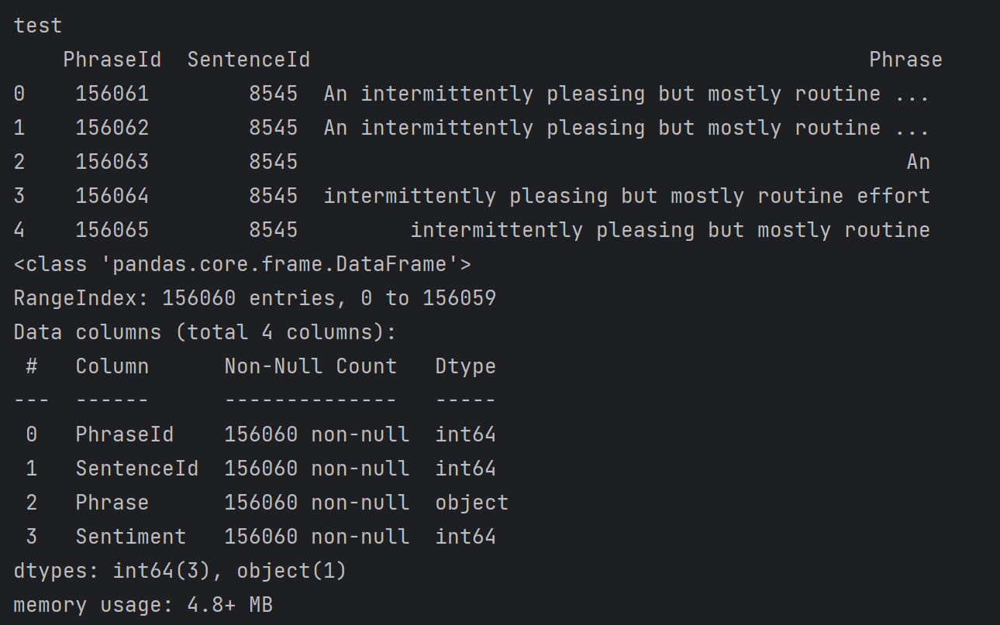 test
    PhraseId  SentenceId                                             Phrase
0    156061        8545  An intermittently pleasing but mostly routine ...
1    156062        8545  An intermittently pleasing but mostly routine ...
2    156063        8545                                                 An
3    156064        8545  intermittently pleasing but mostly routine effort
4    156065        8545         intermittently pleasing but mostly routine
<class 'pandas.core.frame.DataFrame'>
RangeIndex: 156060 entries, 0 to 156059
Data columns (total 4 columns):
 #   Column      Non-Null Count   Dtype
---  ------      --------------   -----
 0   PhraseId    156060 non-null  int64
 1   SentenceId  156060 non-null  int64
 2   Phrase      156060 non-null  object
 3   Sentiment   156060 non-null  int64
dtypes: int64(3), object(1)
memory usage: 4.8+ MB